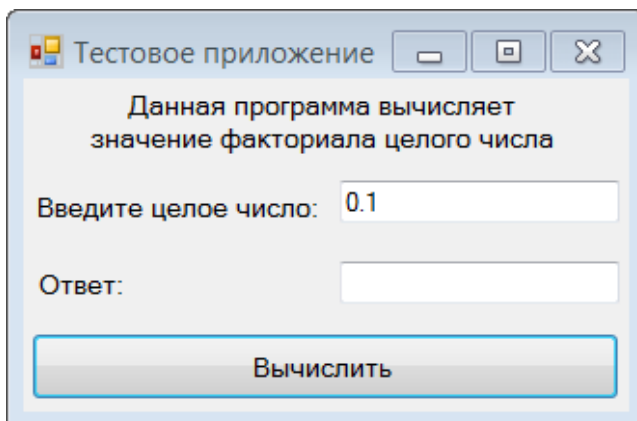 Тестовое приложение
Данная программа вычисляет
значение факториала целого числа
Введите целое число: 0.1
Ответ:
Вычислить